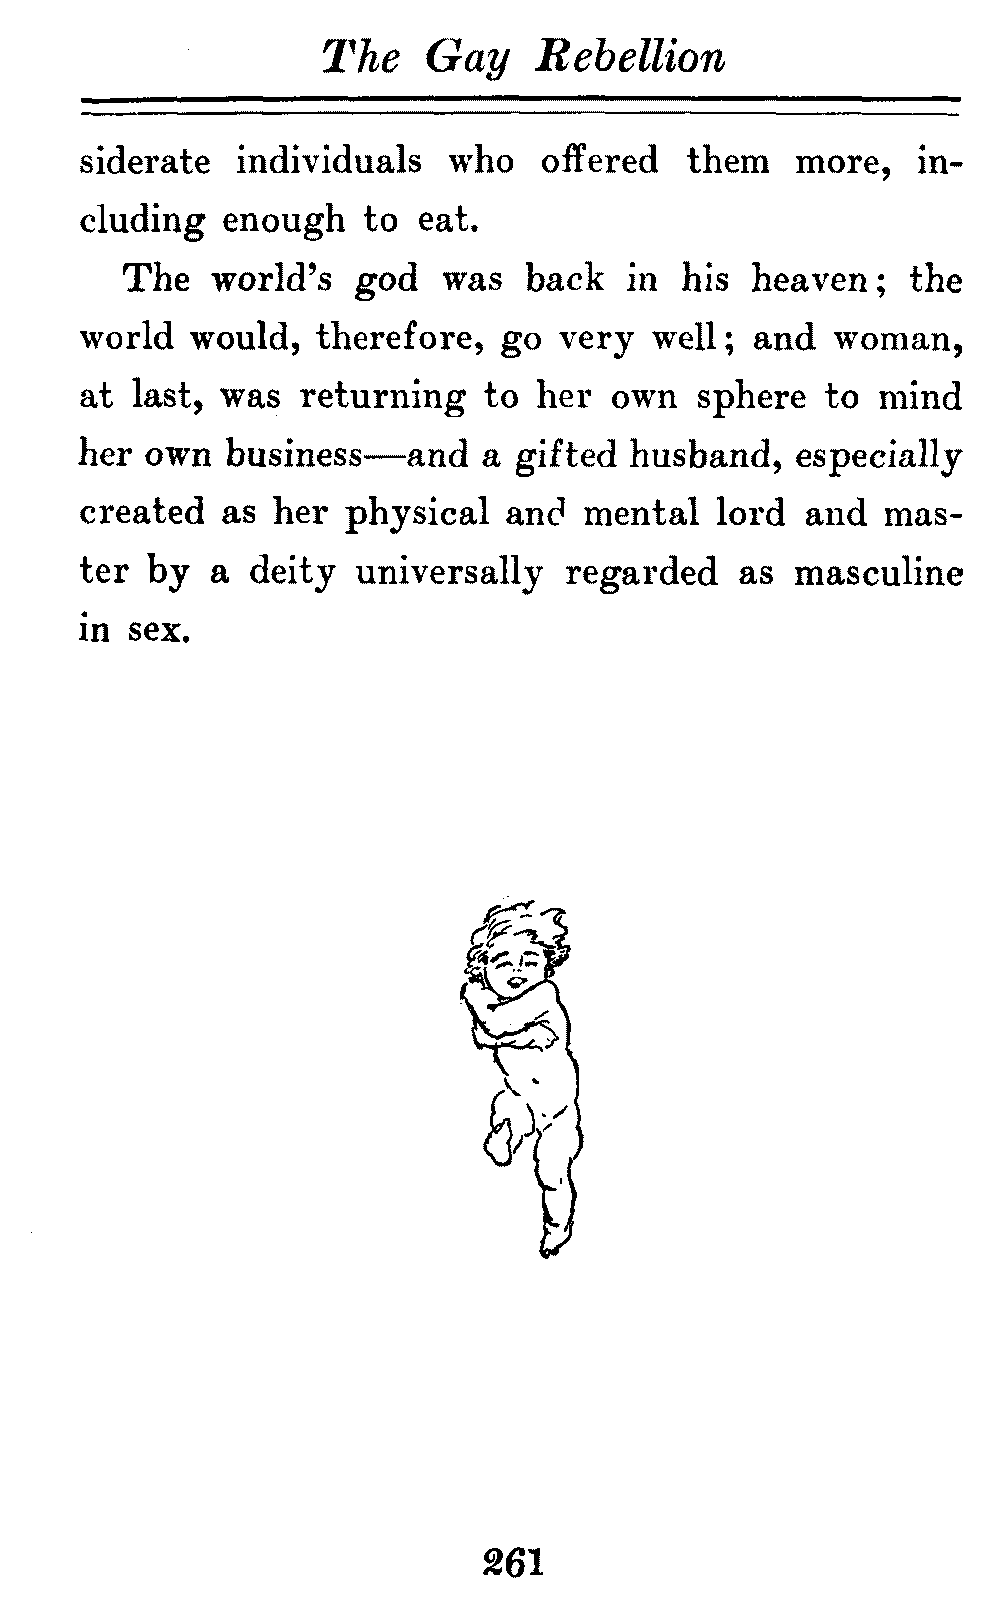 The Gay Rebellion
siderate individuals who offered them more, in-
cluding enough to eat.
The world's god was back in his heaven; the
world would, therefore, go very well; and woman,
at last, was returning to her own sphere to mind
her own business—and a gifted husband, especially
created as her physical and mental lord and mas-
ter by a deity universally regarded as masculine
in sex.
261